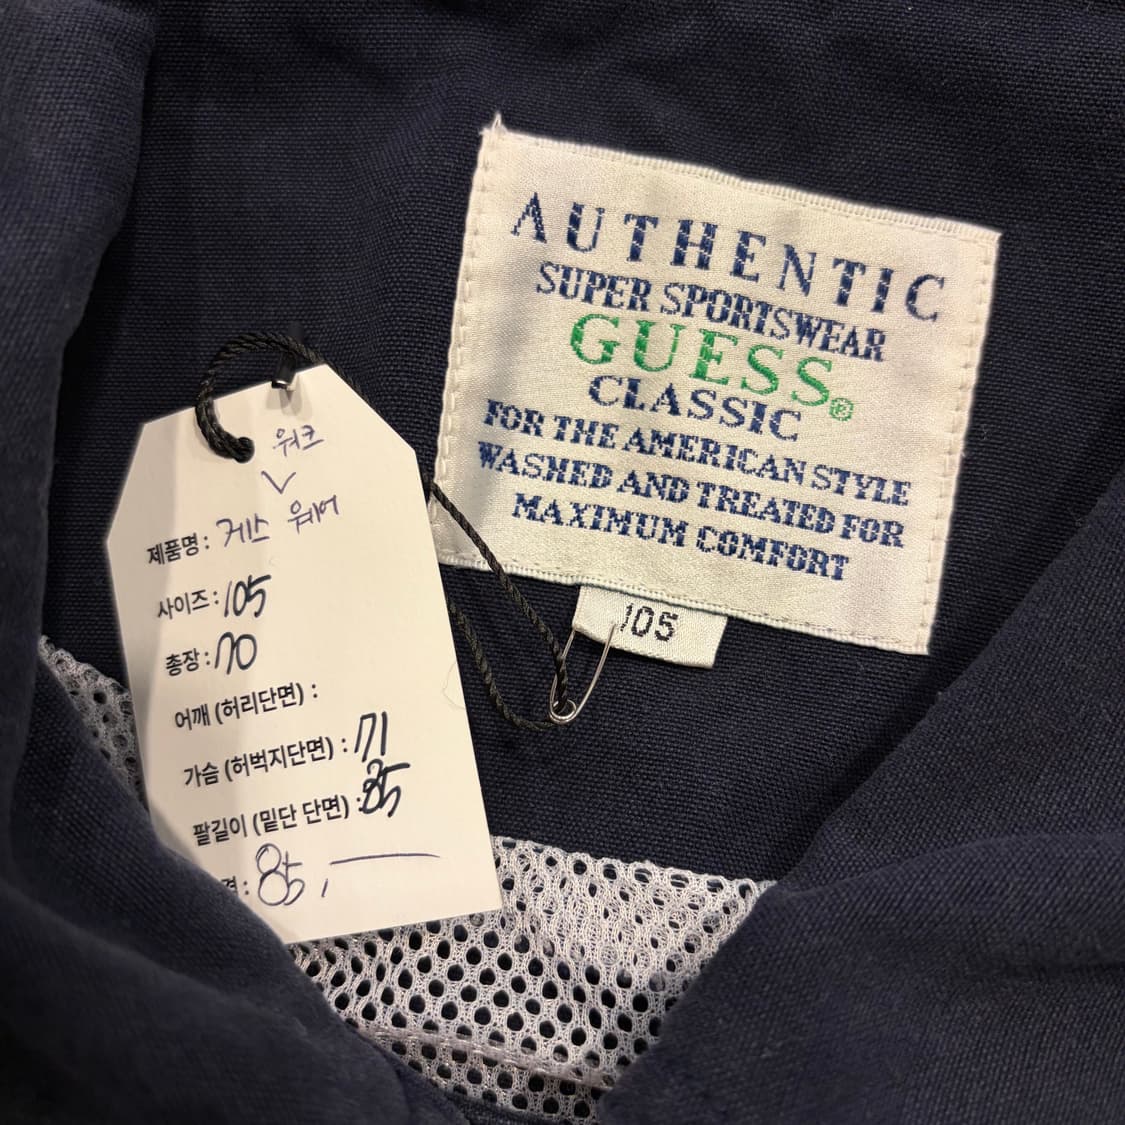 AUTHENTIC
SUPER SPORTSWEAR
GUESS®
CLASSIC
FOR THE AMERICAN STYLE
WASHED AND TREATED FOR
MAXIMUM COMFORT
105
워크
제품명 : 게스 웨어
사이즈 : 105
총장 : 70
어깨 (허리단면) :
가슴 (허벅지단면) : 71
팔길이 (밑단 단면) : 85
격 : 85,